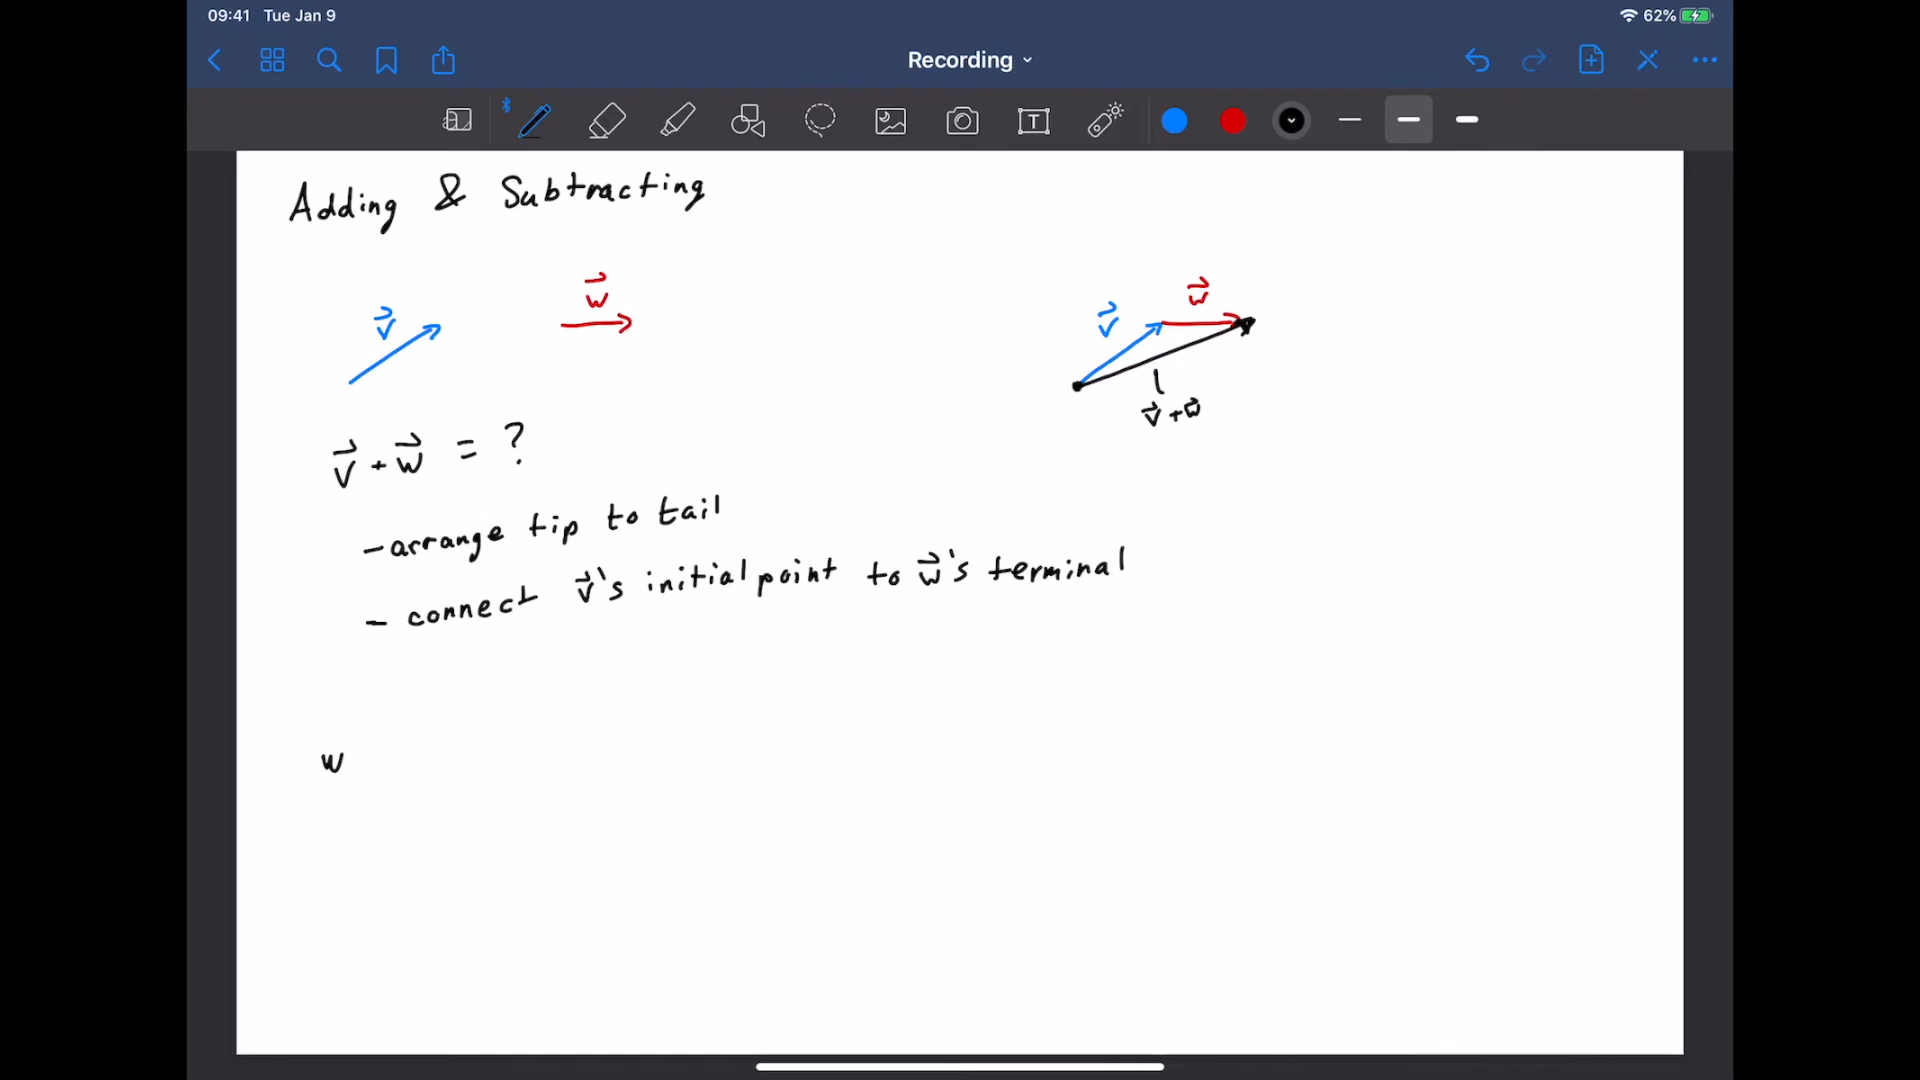 09:41 Tue Jan 9
62%
Recording
T
Adding & Subtracting
v⃗
w⃗
v⃗
w⃗
v⃗ + w⃗
v⃗ + w⃗ = ?
- arrange tip to tail
- connect v⃗'s initial point to w⃗'s terminal
w